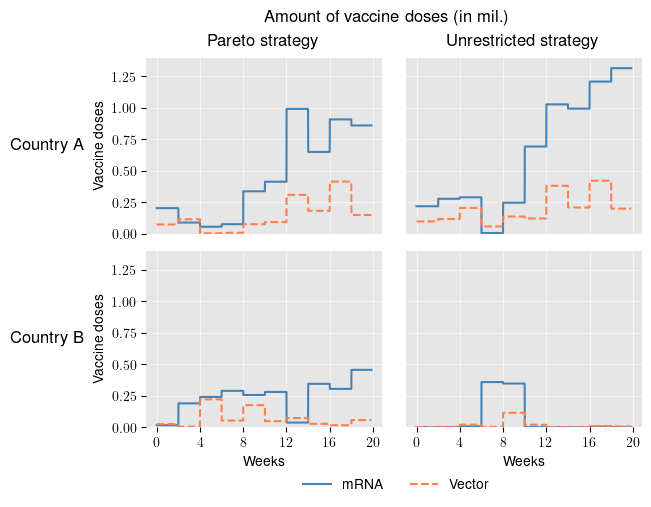 Amount of vaccine doses (in mil.)
Pareto strategy Unrestricted strategy
Country A
Vaccine doses
1.25
1.00
0.75
0.50
0.25
0.00
Country B
Vaccine doses
1.25
1.00
0.75
0.50
0.25
0.00
0 4 8 12 16 20 0 4 8 12 16 20
Weeks Weeks
mRNA Vector